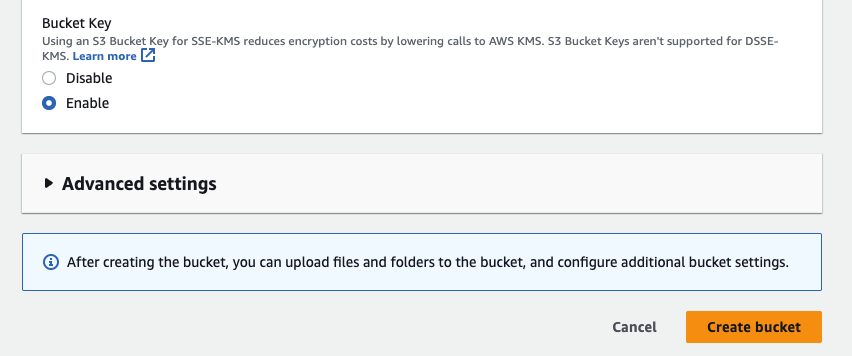 Bucket Key
Using an S3 Bucket Key for SSE-KMS reduces encryption costs by lowering calls to AWS KMS. S3 Bucket Keys aren't supported for DSSE-
KMS. Learn more
Disable
Enable
Advanced settings
After creating the bucket, you can upload files and folders to the bucket, and configure additional bucket settings.
Cancel
Create bucket